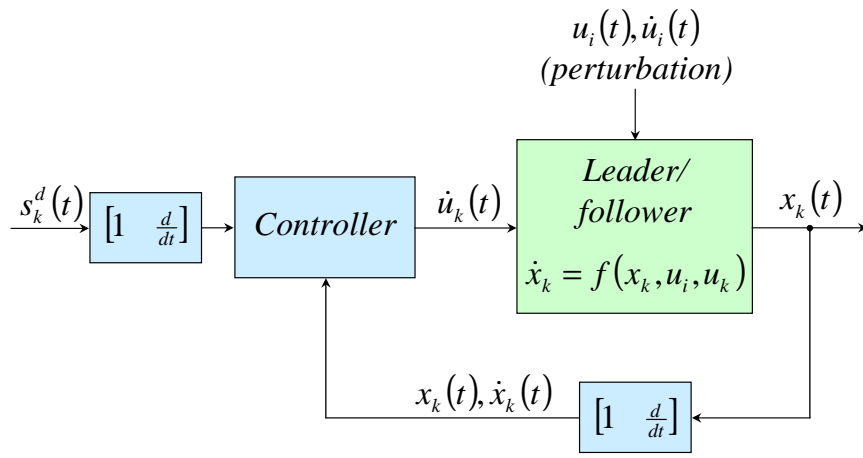 u_i(t), u̇_i(t)
(perturbation)
s_k^d(t)
[1 d/dt]
Controller
u̇_k(t)
Leader/
follower
ẋ_k = f(x_k, u_i, u_k)
x_k(t)
x_k(t), ẋ_k(t)
[1 d/dt]